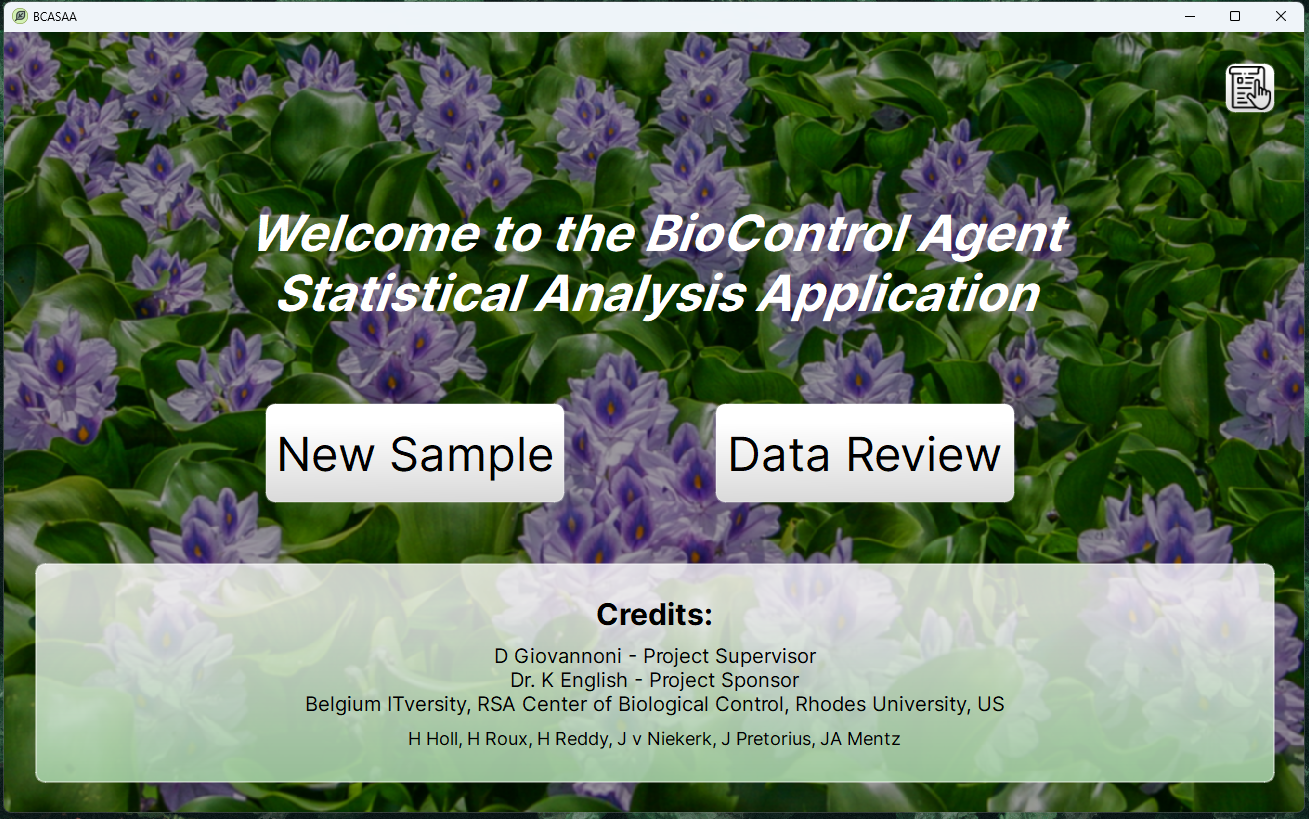 BCASAA
Welcome to the BioControl Agent
Statistical Analysis Application
New Sample
Data Review
Credits:
D Giovannoni - Project Supervisor
Dr. K English - Project Sponsor
Belgium ITversity, RSA Center of Biological Control, Rhodes University, US
H Holl, H Roux, H Reddy, J v Niekerk, J Pretorius, JA Mentz